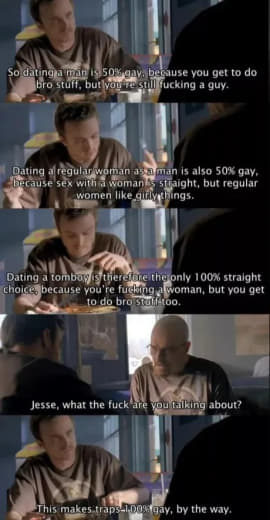 So dating a man is 50% gay, because you get to do
bro stuff, but you're still fucking a guy.
Dating a regular woman as a man is also 50% gay,
because sex with a woman is straight, but regular
women like girly things.
Dating a tomboy is therefore the only 100% straight
choice, because you're fucking a woman, but you get
to do bro stuff too.
Jesse, what the fuck are you talking about?
This makes traps 100% gay, by the way.